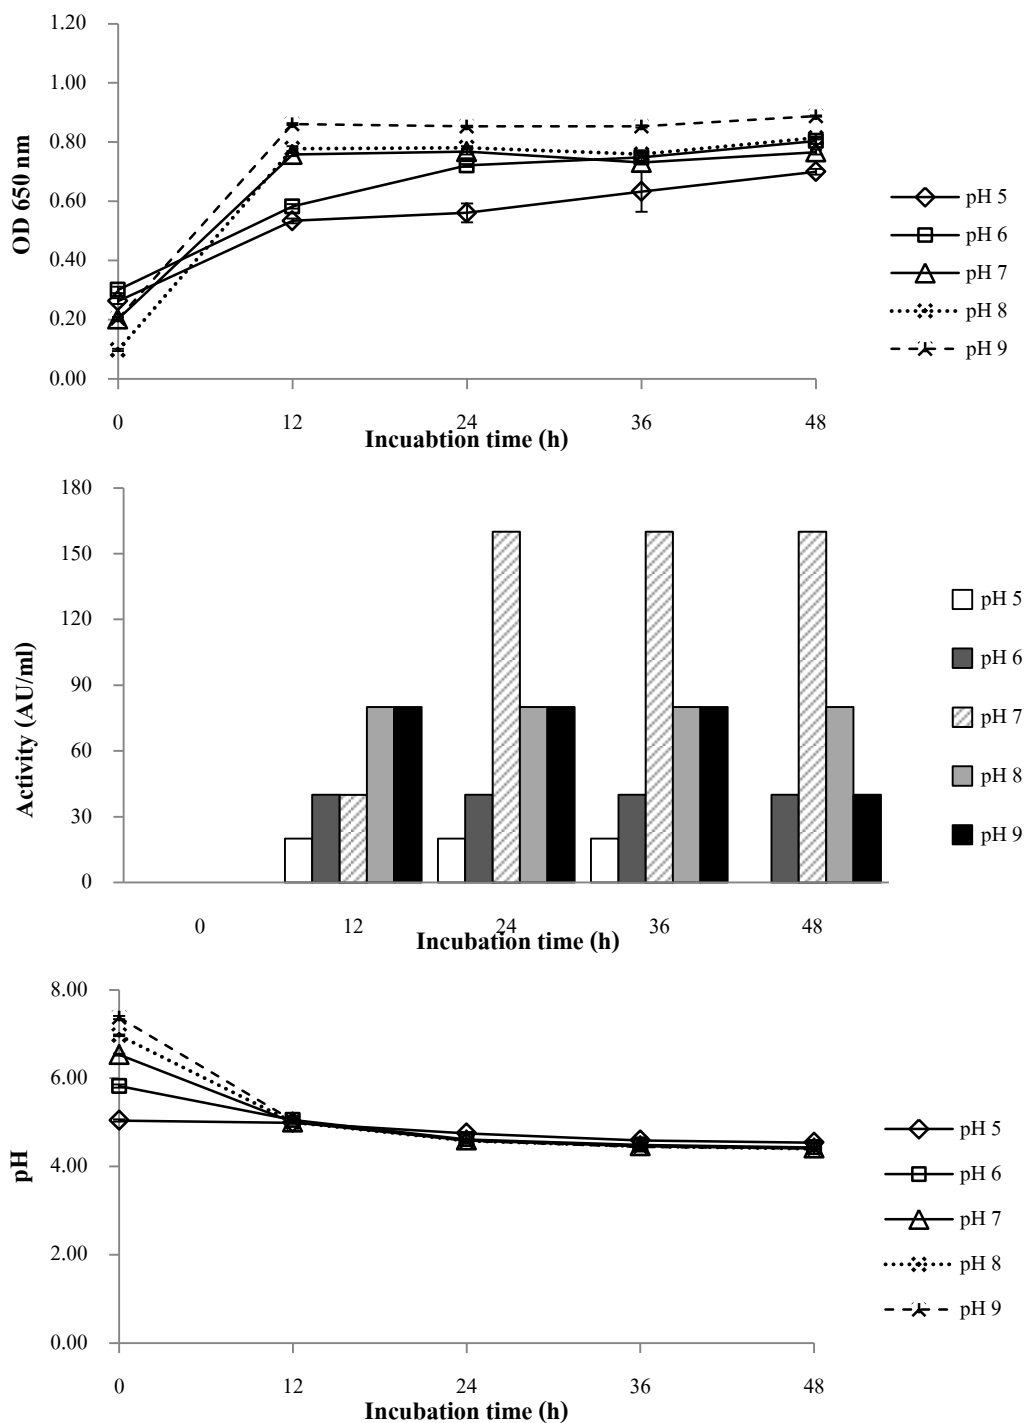 1.20
1.00
0.80
0.60
0.40
0.20
0.00
OD 650 nm
0 12 24 36 48
Incuabtion time (h)
pH 5
pH 6
pH 7
pH 8
pH 9
180
150
120
90
60
30
0
Activity (AU/ml)
0 12 24 36 48
Incubation time (h)
pH 5
pH 6
pH 7
pH 8
pH 9
8.00
6.00
4.00
2.00
0.00
pH
0 12 24 36 48
Incubation time (h)
pH 5
pH 6
pH 7
pH 8
pH 9